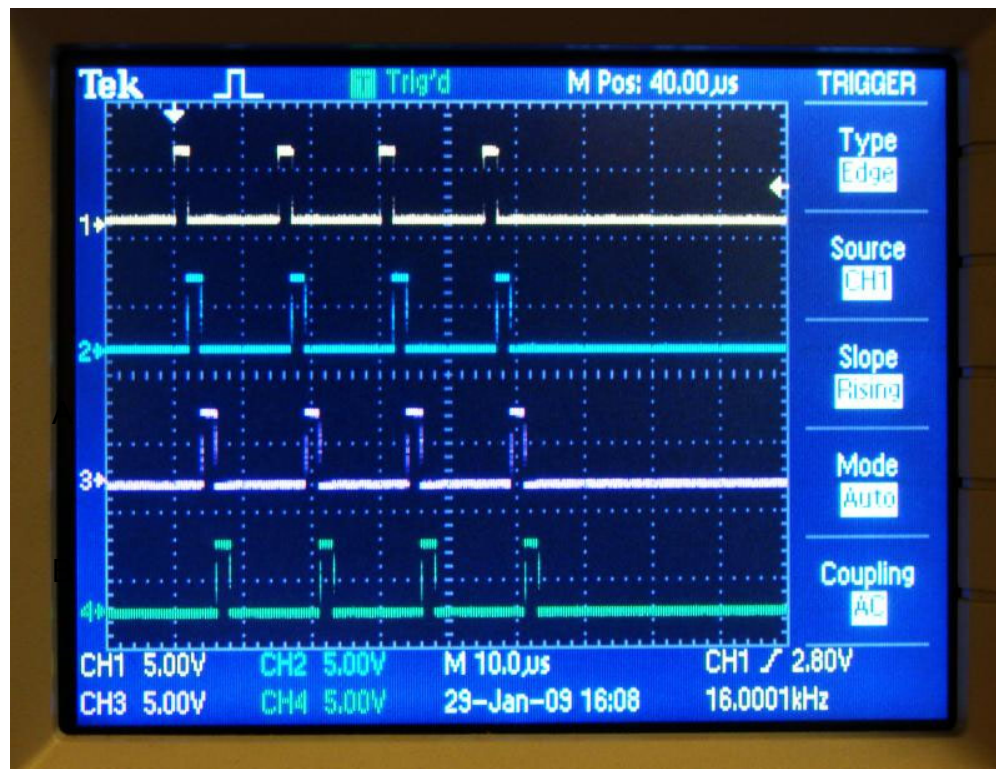 Tek Trig'd M Pos: 40.00µs TRIGGER
Type
Edge
1
Source
CH1
2
Slope
Rising
3
Mode
Auto
Coupling
AC
4
CH1 5.00V CH2 5.00V M 10.0µs CH1 2.80V
CH3 5.00V CH4 5.00V 29-Jan-09 16:08 16.0001kHz